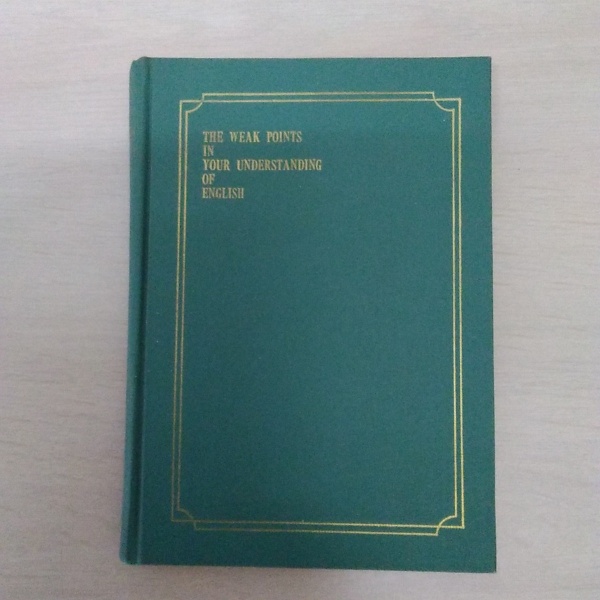 THE WEAK POINTS
IN
YOUR UNDERSTANDING
OF
ENGLISH